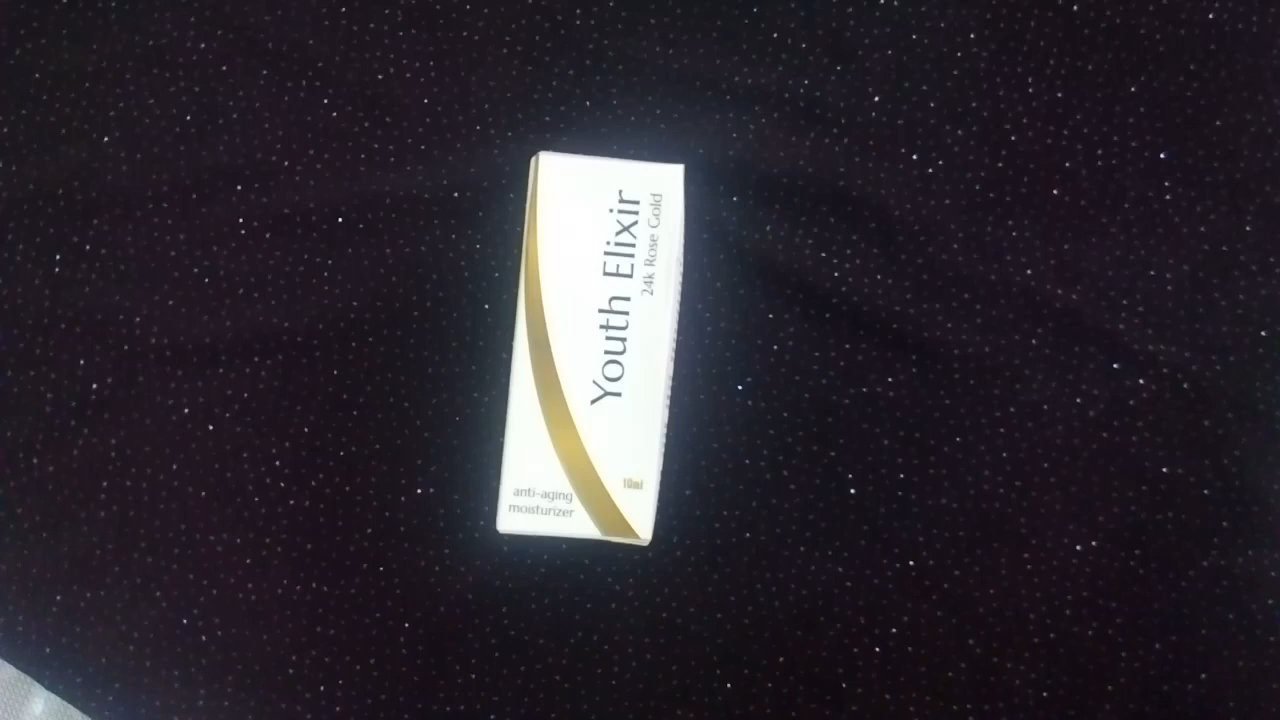 Youth Elixir
24k Rose Gold
10ml
anti-aging
moisturizer